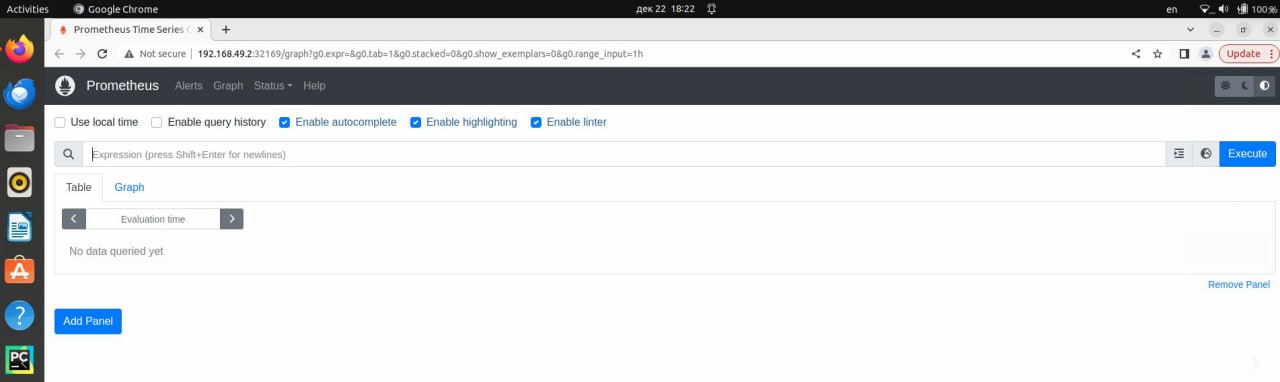 Activities Google Chrome дек 22 18:22 en 100%
Prometheus Time Series C
Not secure 192.168.49.2:32169/graph?g0.expr=&g0.tab=1&g0.stacked=0&g0.show_exemplars=0&g0.range_input=1h Update
Prometheus Alerts Graph Status Help
Use local time Enable query history Enable autocomplete Enable highlighting Enable linter
Expression (press Shift+Enter for newlines) Execute
Table Graph
Evaluation time
No data queried yet
Remove Panel
Add Panel
PC